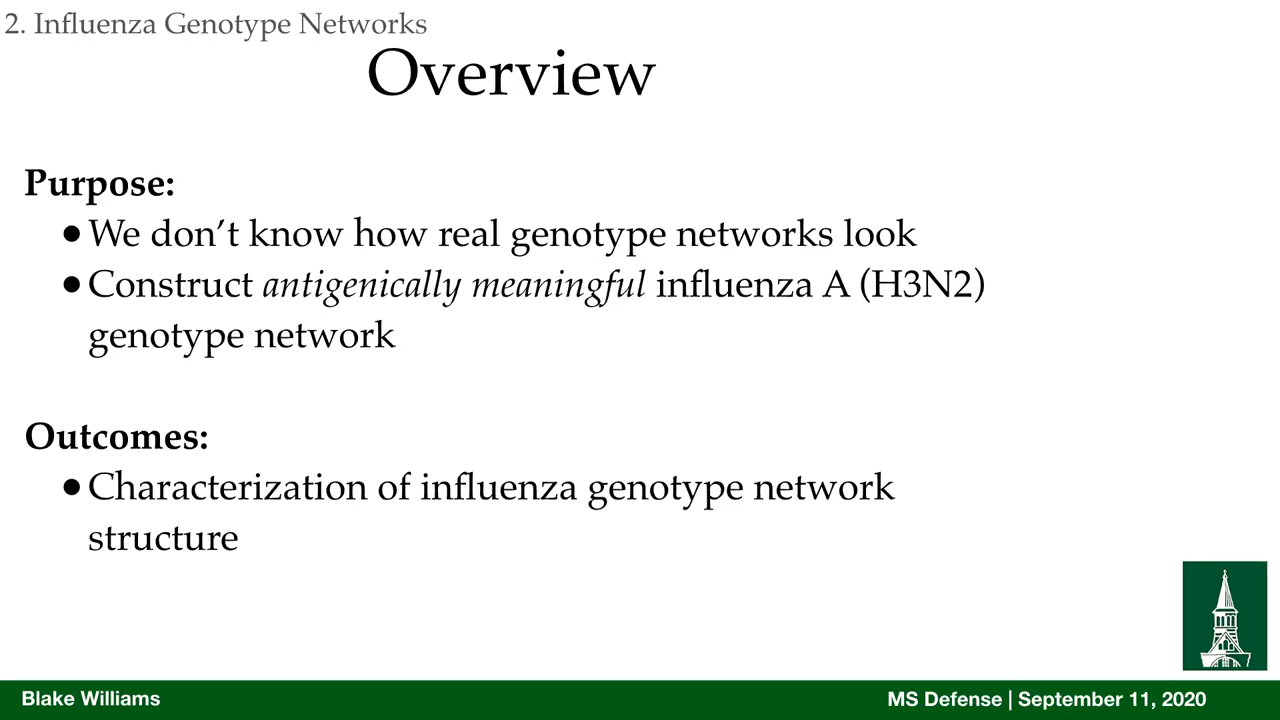 2. Influenza Genotype Networks
Overview
Purpose:
•We don't know how real genotype networks look
•Construct antigenically meaningful influenza A (H3N2)
genotype network
Outcomes:
•Characterization of influenza genotype network
structure
Blake Williams
MS Defense | September 11, 2020